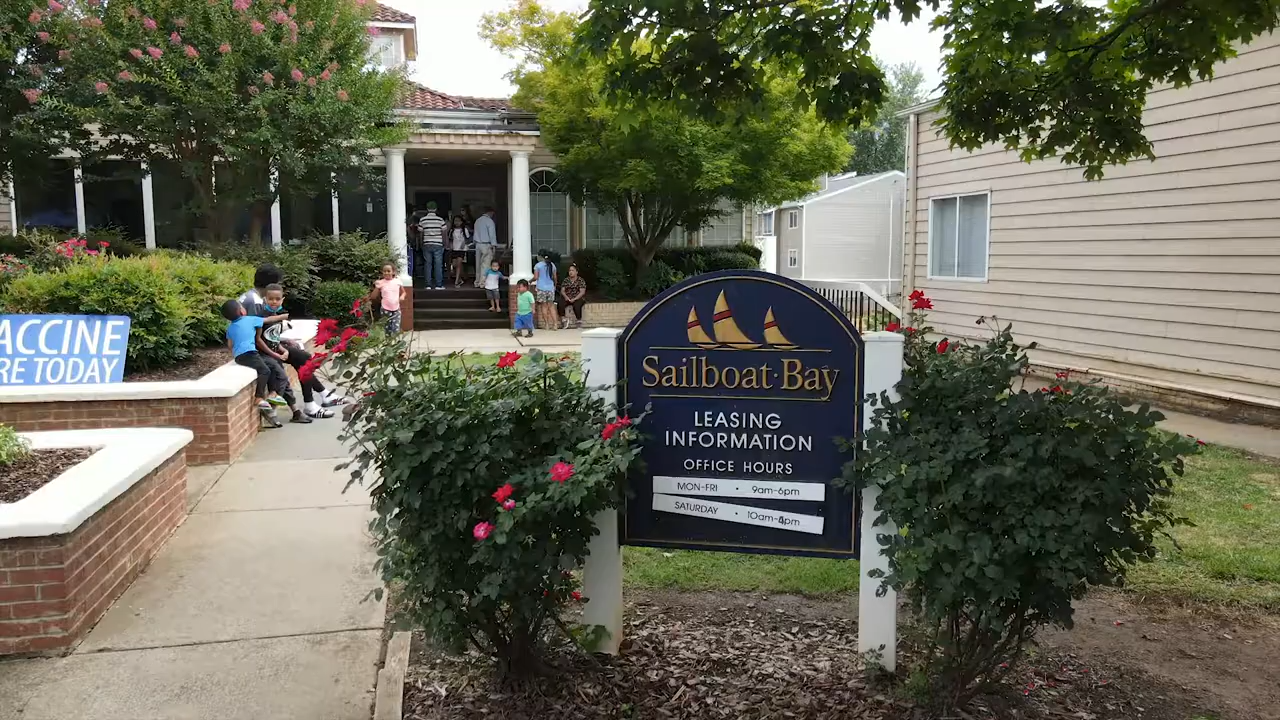 ACCINE
RE TODAY
Sailboat·Bay
LEASING
INFORMATION
OFFICE HOURS
MON-FRI • 9am-6pm
SATURDAY • 10am-4pm